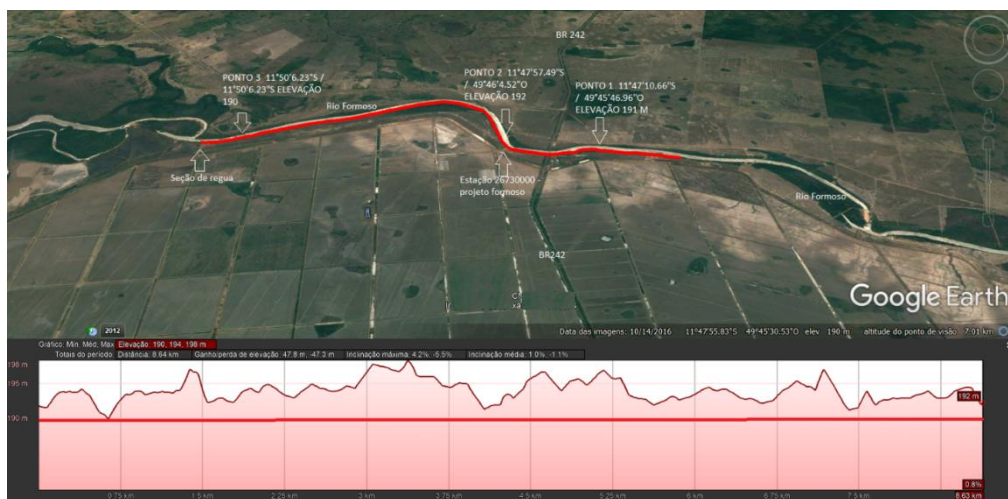 BR 242
PONTO 3 11°50'6.23"S /
11°50'6.23"S ELEVAÇÃO
190
PONTO 2 11°47'57.49"S
/ 49°46'4.52"O
ELEVAÇÃO 192
PONTO 1 11°47'10.66"S
/ 49°45'46.96"O
ELEVAÇÃO 191 M
Rio Formoso
Seção de regua
Estação 26730000 -
projeto formoso
Rio Formoso
BR242
Google Earth
2012
Data das imagens: 10/14/2016 11°47'55.83"S 49°45'30.53"O elev 190 m altitude do ponto de visão 7.01 km
Gráfico: Mín, Méd, Max Elevação: 190, 194, 198 m
Totais do período: Distância: 8.64 km Ganho/perda de elevação: 47.8 m, -47.3 m Inclinação máxima: 4.2%, -5.5% Inclinação média: 1.0%, -1.1%
198 m
195 m
190 m
192 m
0.8%
0.75 km 1.5 km 2.25 km 3 km 3.75 km 4.5 km 5.25 km 6 km 6.75 km 7.5 km 8.63 km